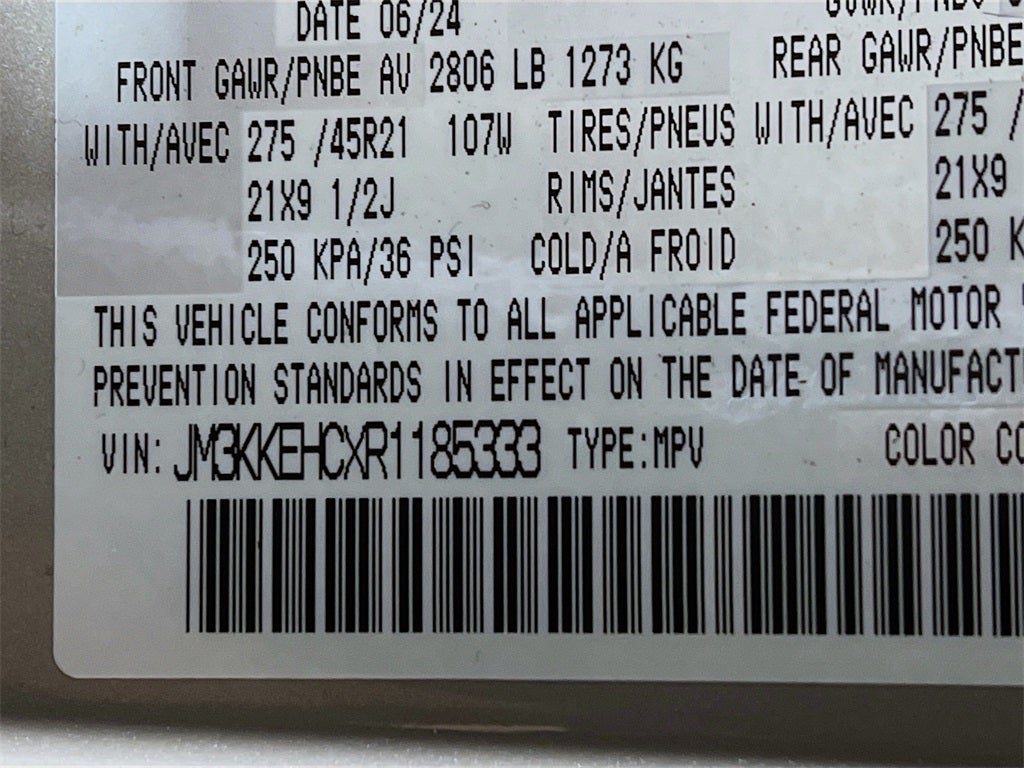 DATE 06/24
FRONT GAWR/PNBE AV 2806 LB 1273 KG REAR GAWR/PNBE
WITH/AVEC 275 /45R21 107W TIRES/PNEUS WITH/AVEC 275 /
21X9 1/2J RIMS/JANTES 21X9
250 KPA/36 PSI COLD/A FROID 250 K
THIS VEHICLE CONFORMS TO ALL APPLICABLE FEDERAL MOTOR
PREVENTION STANDARDS IN EFFECT ON THE DATE OF MANUFACT
VIN: JM3KKEHCXR1185333 TYPE:MPV COLOR CO